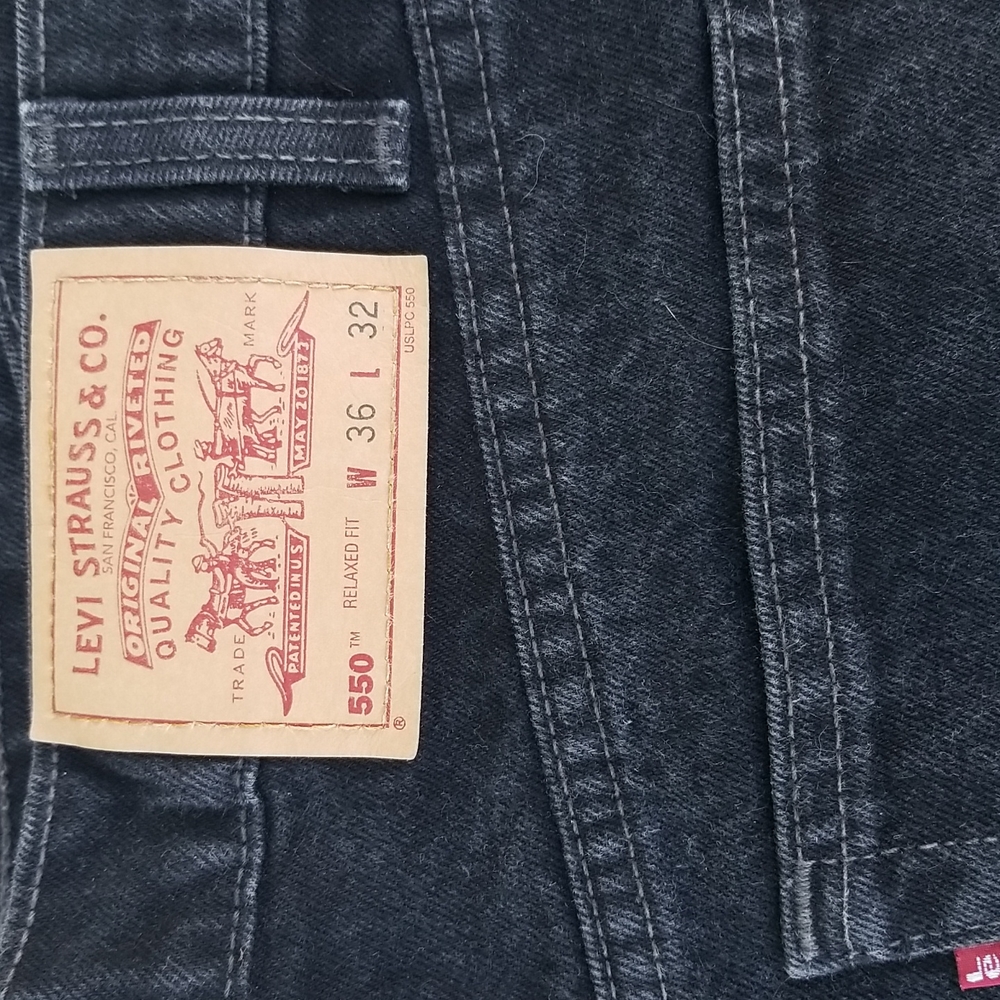 LEVI STRAUSS & CO.
SAN FRANCISCO, CAL
ORIGINAL RIVETED
QUALITY CLOTHING
TRADE MARK
PATENTED IN U.S. MAY 20 1873
550™ RELAXED FIT W 36 L 32
®
USLPC 550